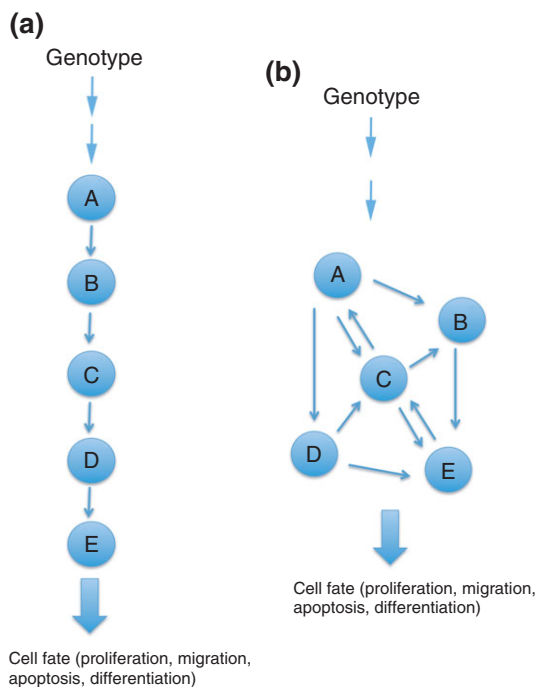 (a)
Genotype
A
B
C
D
E
Cell fate (proliferation, migration,
apoptosis, differentiation)
(b)
Genotype
A
B
C
D
E
Cell fate (proliferation, migration,
apoptosis, differentiation)